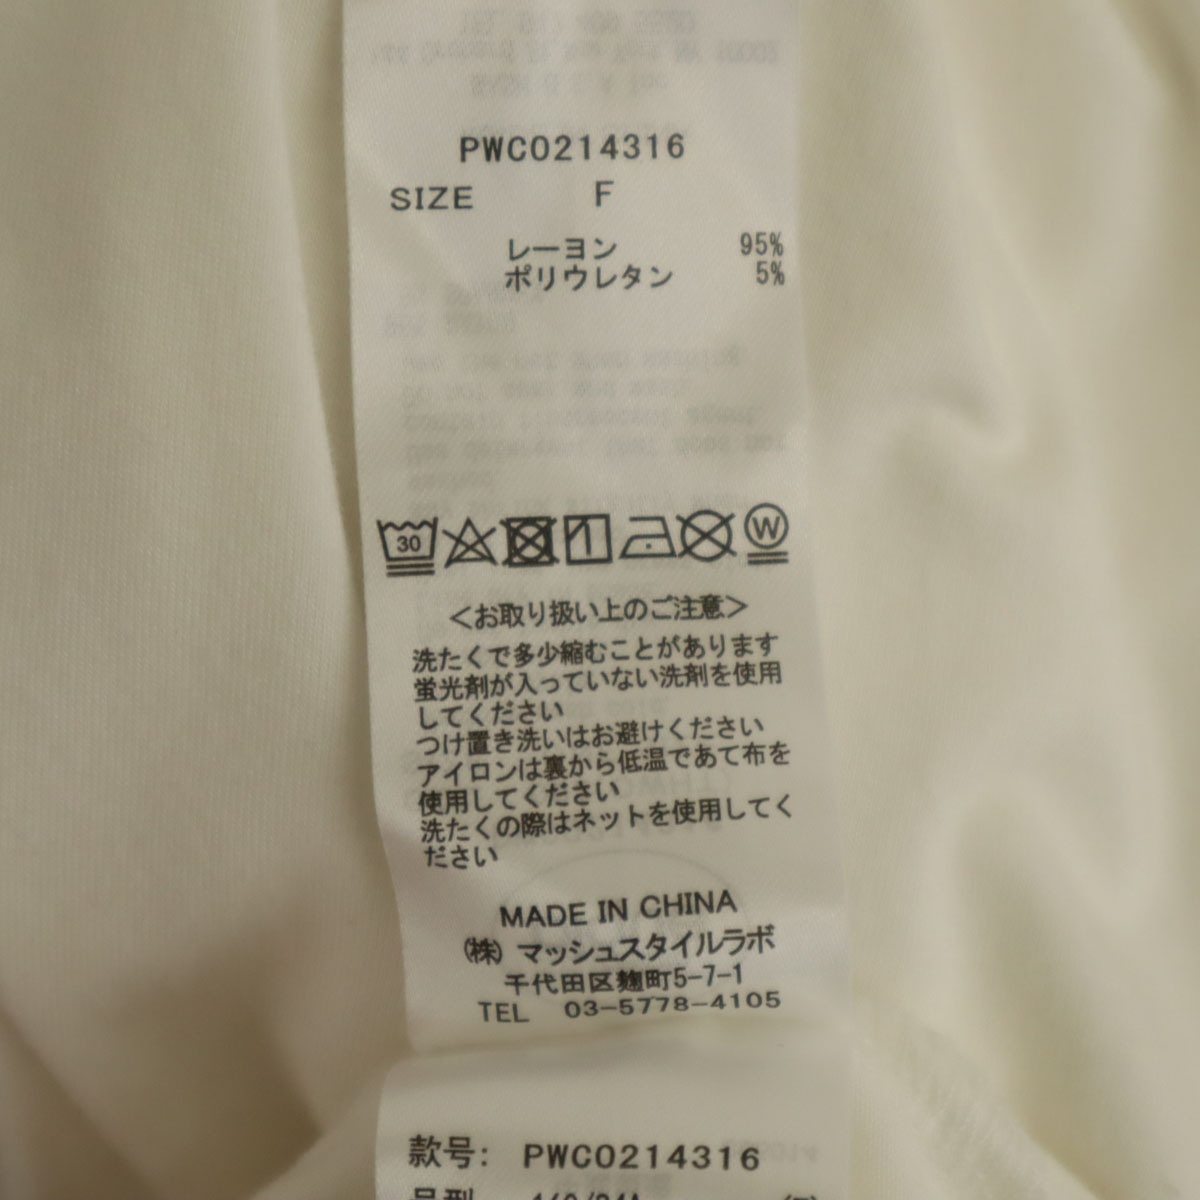 PWCO214316
SIZE F
レーヨン 95%
ポリウレタン 5%
30 W
＜お取り扱い上のご注意＞
洗たくで多少縮むことがあります
蛍光剤が入っていない洗剤を使用
してください
つけ置き洗いはお避けください
アイロンは裏から低温であて布を
使用してください
洗たくの際はネットを使用してく
ださい
MADE IN CHINA
㈱ マッシュスタイルラボ
千代田区麹町5-7-1
TEL 03-5778-4105
款号: PWCO214316